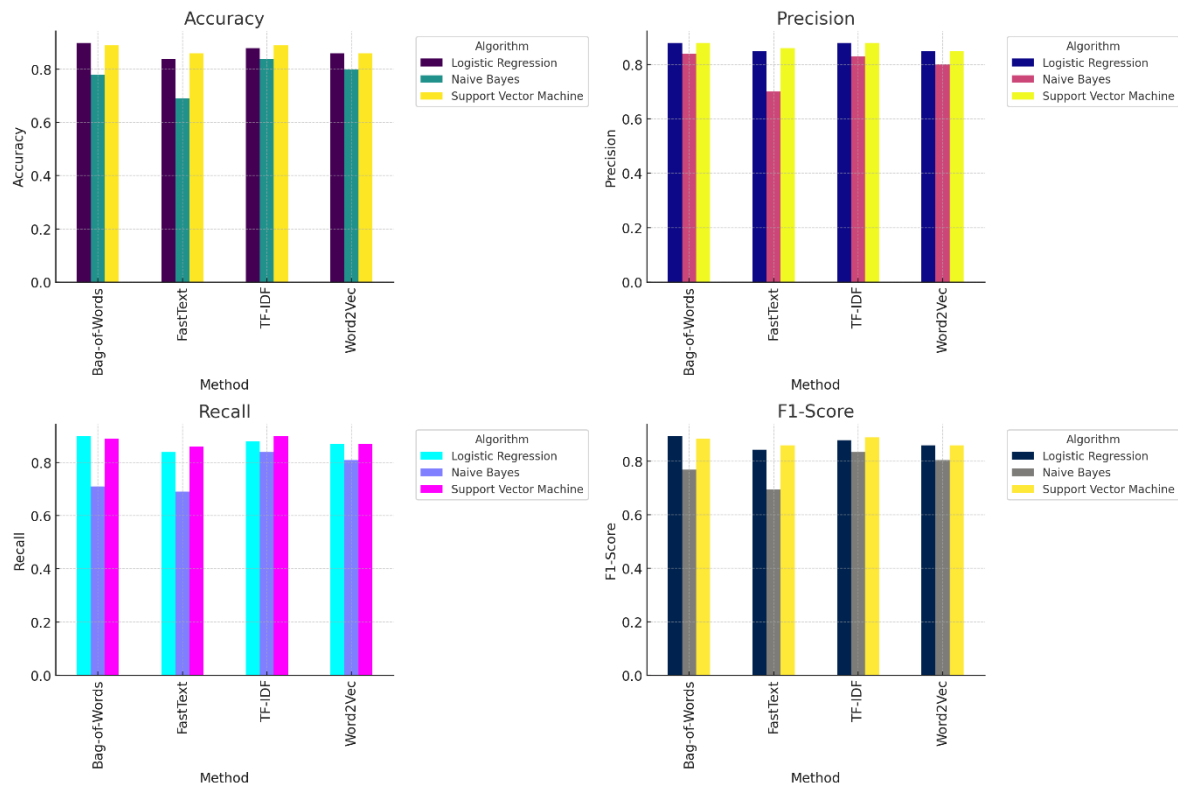 Accuracy
Accuracy
0.8
0.6
0.4
0.2
0.0
Bag-of-Words
FastText
TF-IDF
Word2Vec
Method
Algorithm
Logistic Regression
Naive Bayes
Support Vector Machine
Precision
Precision
0.8
0.6
0.4
0.2
0.0
Bag-of-Words
FastText
TF-IDF
Word2Vec
Method
Algorithm
Logistic Regression
Naive Bayes
Support Vector Machine
Recall
Recall
0.8
0.6
0.4
0.2
0.0
Bag-of-Words
FastText
TF-IDF
Word2Vec
Method
Algorithm
Logistic Regression
Naive Bayes
Support Vector Machine
F1-Score
F1-Score
0.8
0.6
0.4
0.2
0.0
Bag-of-Words
FastText
TF-IDF
Word2Vec
Method
Algorithm
Logistic Regression
Naive Bayes
Support Vector Machine